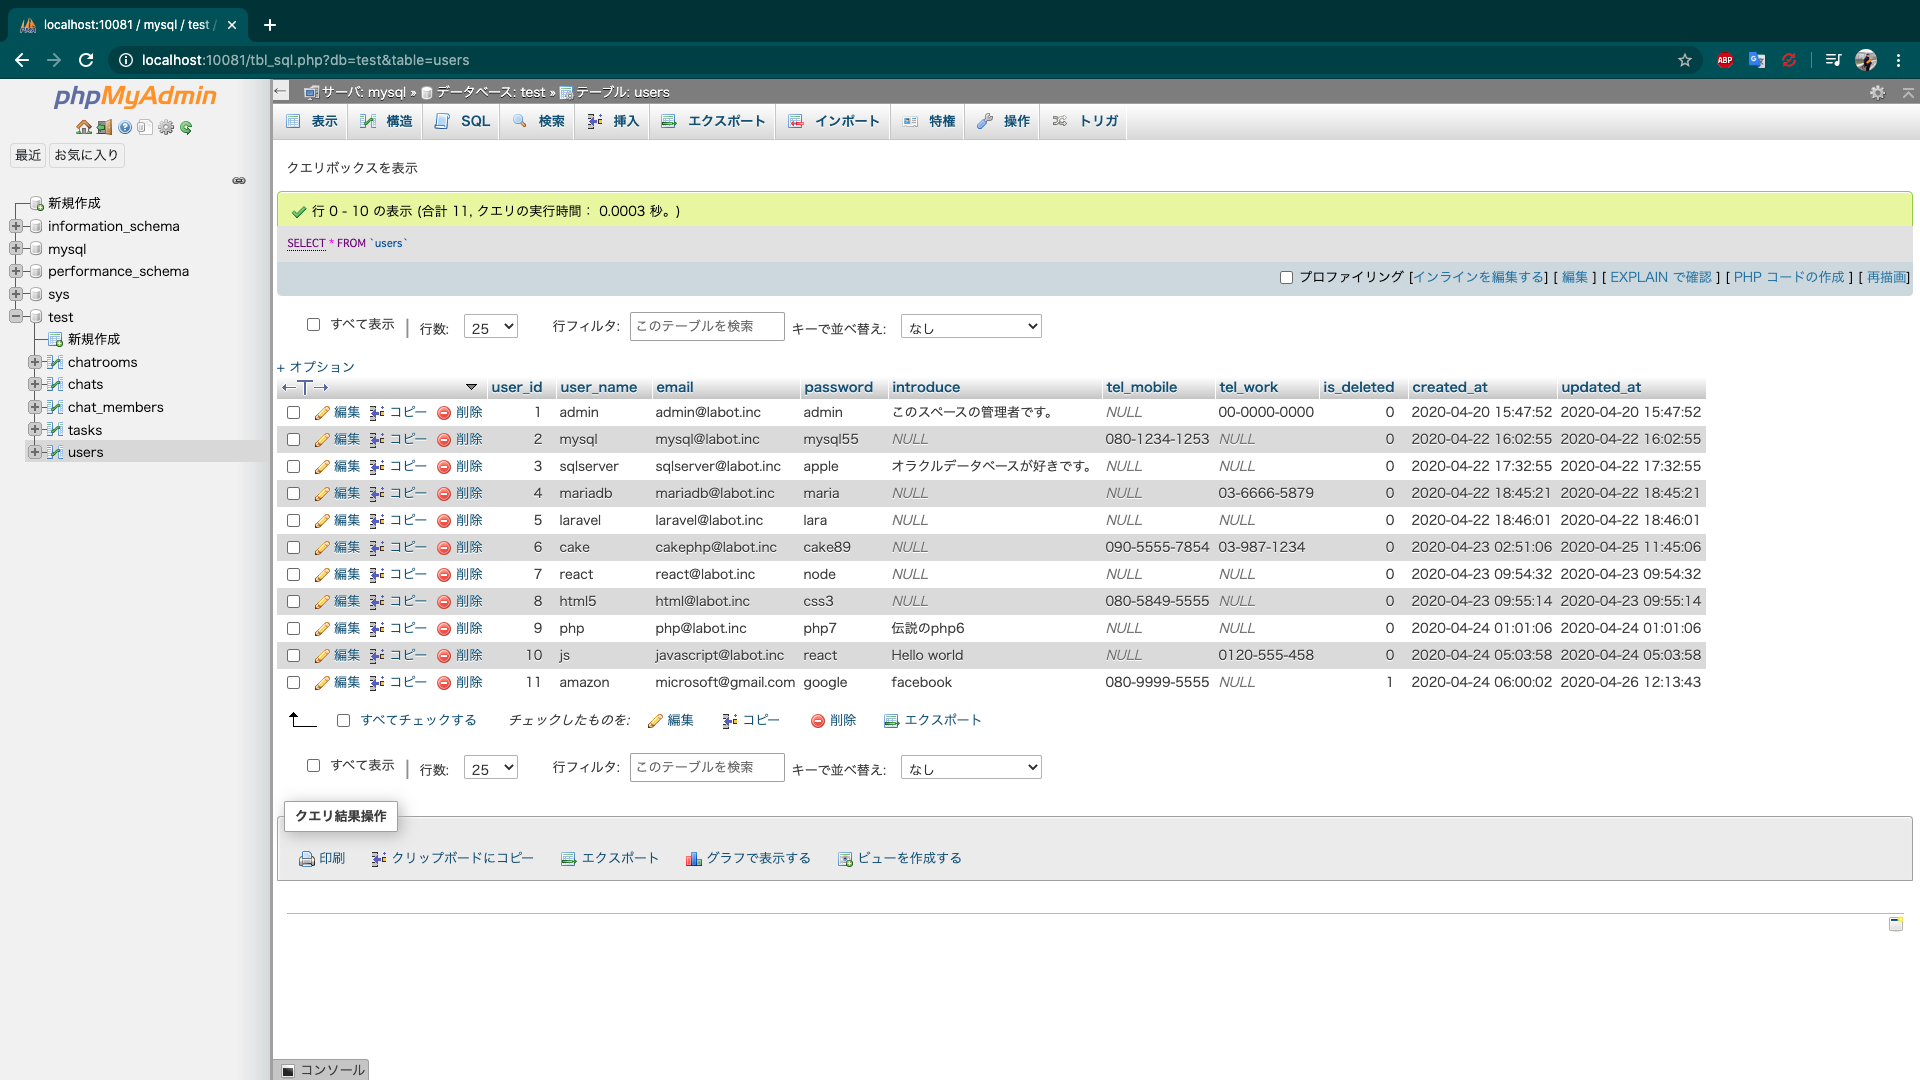 localhost:10081 / mysql / test /
localhost:10081/tbl_sql.php?db=test&table=users
ABP
phpMyAdmin
最近 お気に入り
新規作成
information_schema
mysql
performance_schema
sys
test
新規作成
chatrooms
chats
chat_members
tasks
users
サーバ: mysql » データベース: test » テーブル: users
表示 構造 SQL 検索 挿入 エクスポート インポート 特権 操作 トリガ
クエリボックスを表示
行 0 - 10 の表示 (合計 11, クエリの実行時間： 0.0003 秒。)
SELECT * FROM `users`
プロファイリング [インラインを編集する] [ 編集 ] [ EXPLAIN で確認 ] [ PHP コードの作成 ] [ 再描画]
すべて表示 | 行数: 25 行フィルタ: このテーブルを検索 キーで並べ替え: なし
+ オプション
←T→ user_id user_name email password introduce tel_mobile tel_work is_deleted created_at updated_at
編集 コピー 削除 1 admin admin@labot.inc admin このスペースの管理者です。 NULL 00-0000-0000 0 2020-04-20 15:47:52 2020-04-20 15:47:52
編集 コピー 削除 2 mysql mysql@labot.inc mysql55 NULL 080-1234-1253 NULL 0 2020-04-22 16:02:55 2020-04-22 16:02:55
編集 コピー 削除 3 sqlserver sqlserver@labot.inc apple オラクルデータベースが好きです。 NULL NULL 0 2020-04-22 17:32:55 2020-04-22 17:32:55
編集 コピー 削除 4 mariadb mariadb@labot.inc maria NULL NULL 03-6666-5879 0 2020-04-22 18:45:21 2020-04-22 18:45:21
編集 コピー 削除 5 laravel laravel@labot.inc lara NULL NULL NULL 0 2020-04-22 18:46:01 2020-04-22 18:46:01
編集 コピー 削除 6 cake cakephp@labot.inc cake89 NULL 090-5555-7854 03-987-1234 0 2020-04-23 02:51:06 2020-04-25 11:45:06
編集 コピー 削除 7 react react@labot.inc node NULL NULL NULL 0 2020-04-23 09:54:32 2020-04-23 09:54:32
編集 コピー 削除 8 html5 html@labot.inc css3 NULL 080-5849-5555 NULL 0 2020-04-23 09:55:14 2020-04-23 09:55:14
編集 コピー 削除 9 php php@labot.inc php7 伝説のphp6 NULL NULL 0 2020-04-24 01:01:06 2020-04-24 01:01:06
編集 コピー 削除 10 js javascript@labot.inc react Hello world NULL 0120-555-458 0 2020-04-24 05:03:58 2020-04-24 05:03:58
編集 コピー 削除 11 amazon microsoft@gmail.com google facebook 080-9999-5555 NULL 1 2020-04-24 06:00:02 2020-04-26 12:13:43
すべてチェックする チェックしたものを: 編集 コピー 削除 エクスポート
すべて表示 | 行数: 25 行フィルタ: このテーブルを検索 キーで並べ替え: なし
クエリ結果操作
印刷 クリップボードにコピー エクスポート グラフで表示する ビューを作成する
コンソール